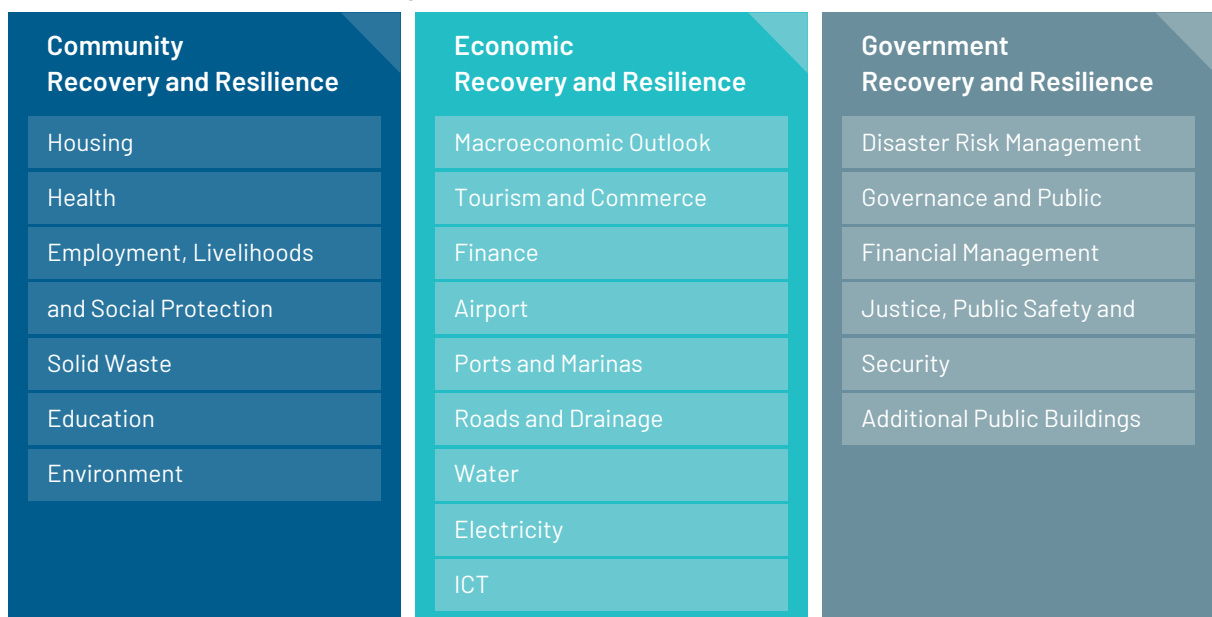 Community
Recovery and Resilience
Housing
Health
Employment, Livelihoods
and Social Protection
Solid Waste
Education
Environment
Economic
Recovery and Resilience
Macroeconomic Outlook
Tourism and Commerce
Finance
Airport
Ports and Marinas
Roads and Drainage
Water
Electricity
ICT
Government
Recovery and Resilience
Disaster Risk Management
Governance and Public
Financial Management
Justice, Public Safety and
Security
Additional Public Buildings